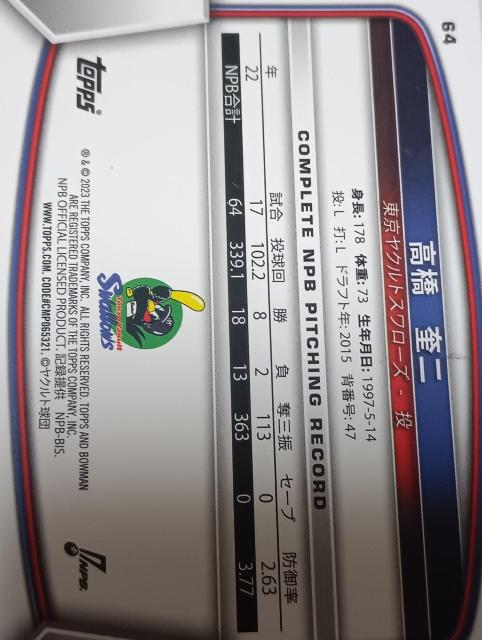 64
高橋 奎二
東京ヤクルトスワローズ - 投
身長: 178 体重: 73 生年月日: 1997-5-14
投: L 打: L ドラフト年: 2015 背番号: 47
COMPLETE NPB PITCHING RECORD
年 試合 投球回 勝 負 奪三振 セーブ 防御率
22 17 102.2 8 2 113 0 2.63
NPB合計 64 339.1 18 13 363 0 3.77
Tokyo Yakult
Swallows
topps®
® & © 2023 THE TOPPS COMPANY, INC. ALL RIGHTS RESERVED. TOPPS AND BOWMAN
ARE REGISTERED TRADEMARKS OF THE TOPPS COMPANY, INC.
NPB OFFICIAL LICENSED PRODUCT. 記録提供 NPB-BIS.
WWW.TOPPS.COM. CODE#CMP065321. ©ヤクルト球団
NPB